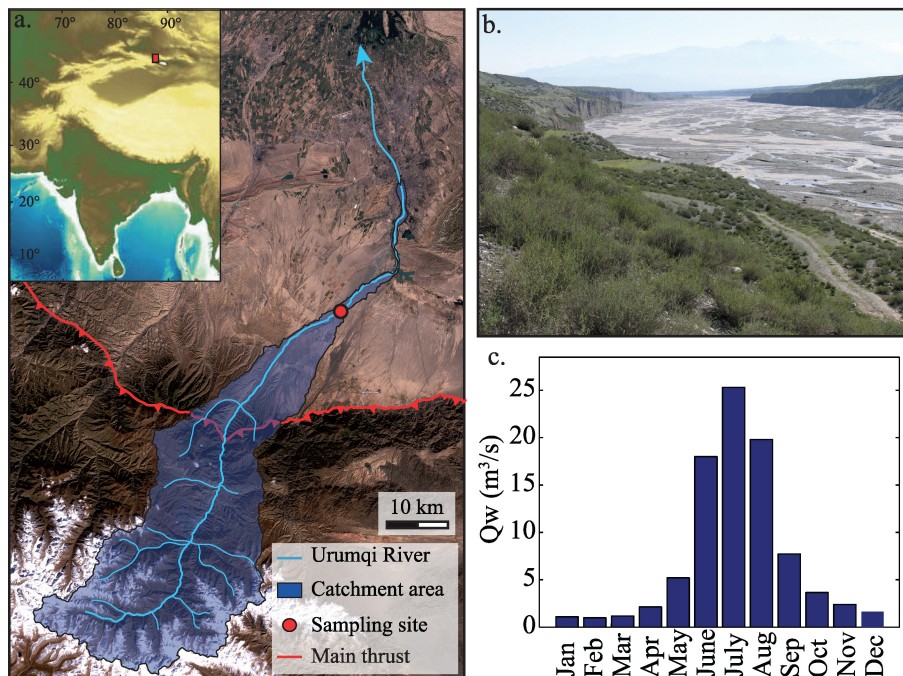 a.
70° 80° 90°
40°
30°
20°
10°
10 km
Urumqi River
Catchment area
Sampling site
Main thrust
b.
c.
Qw (m³/s)
25
20
15
10
5
0
Jan Feb Mar Apr May June July Aug Sep Oct Nov Dec